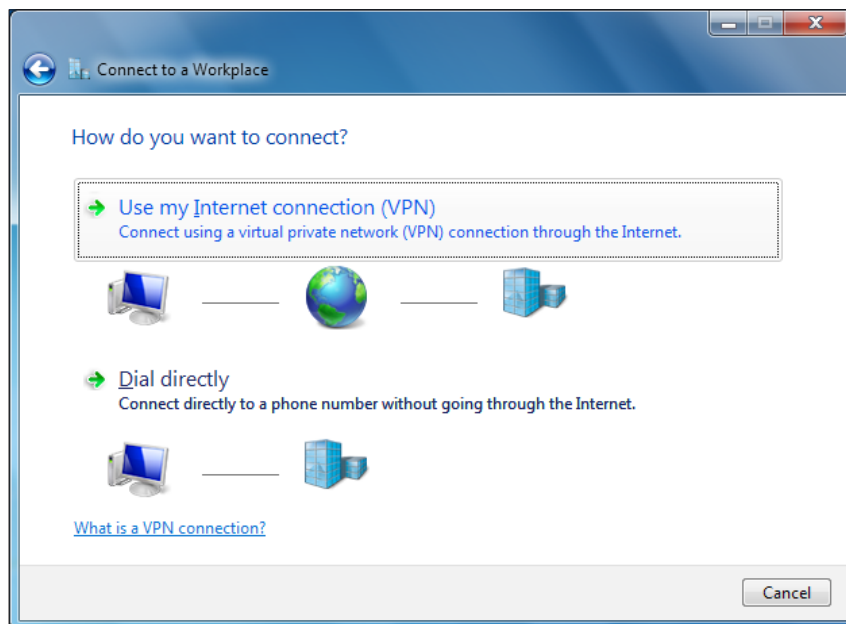 Connect to a Workplace
How do you want to connect?
Use my Internet connection (VPN)
Connect using a virtual private network (VPN) connection through the Internet.
Dial directly
Connect directly to a phone number without going through the Internet.
What is a VPN connection?
Cancel